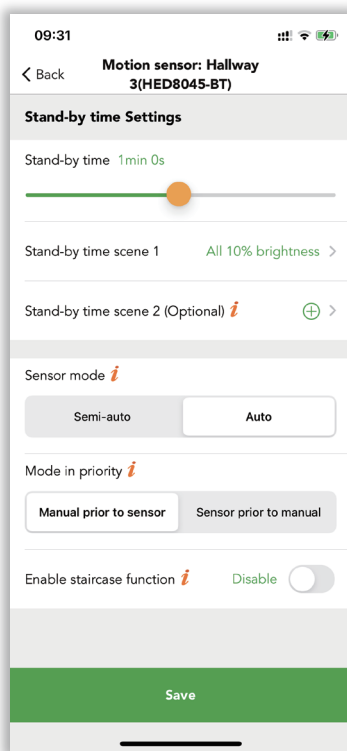 09:31
Back
Motion sensor: Hallway
3(HED8045-BT)
Stand-by time Settings
Stand-by time 1min 0s
Stand-by time scene 1 All 10% brightness
Stand-by time scene 2 (Optional) i
Sensor mode i
Semi-auto Auto
Mode in priority i
Manual prior to sensor Sensor prior to manual
Enable staircase function i Disable
Save